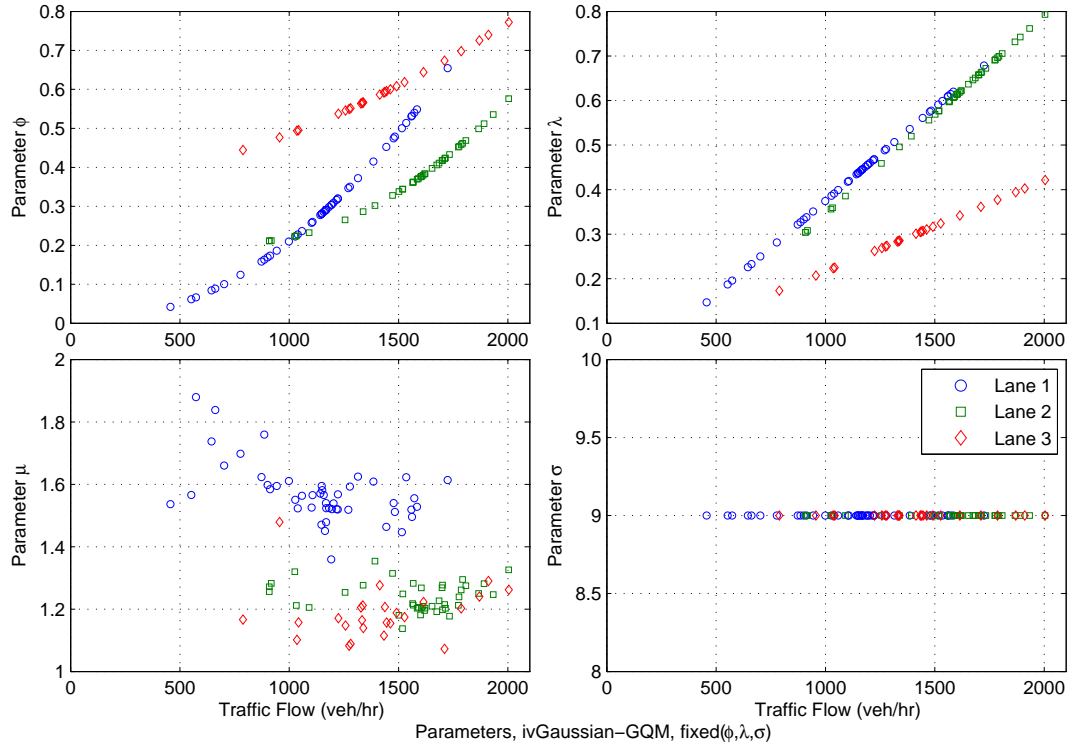 0.8
0.7
0.6
0.5
0.4
0.3
0.2
0.1
0
Parameter ϕ
0 500 1000 1500 2000
0.8
0.7
0.6
0.5
0.4
0.3
0.2
0.1
Parameter λ
0 500 1000 1500 2000
2
1.8
1.6
1.4
1.2
1
Parameter μ
0 500 1000 1500 2000
Traffic Flow (veh/hr)
10
9.5
9
8.5
8
Parameter σ
Lane 1
Lane 2
Lane 3
0 500 1000 1500 2000
Traffic Flow (veh/hr)
Parameters, ivGaussian−GQM, fixed(ϕ,λ,σ)